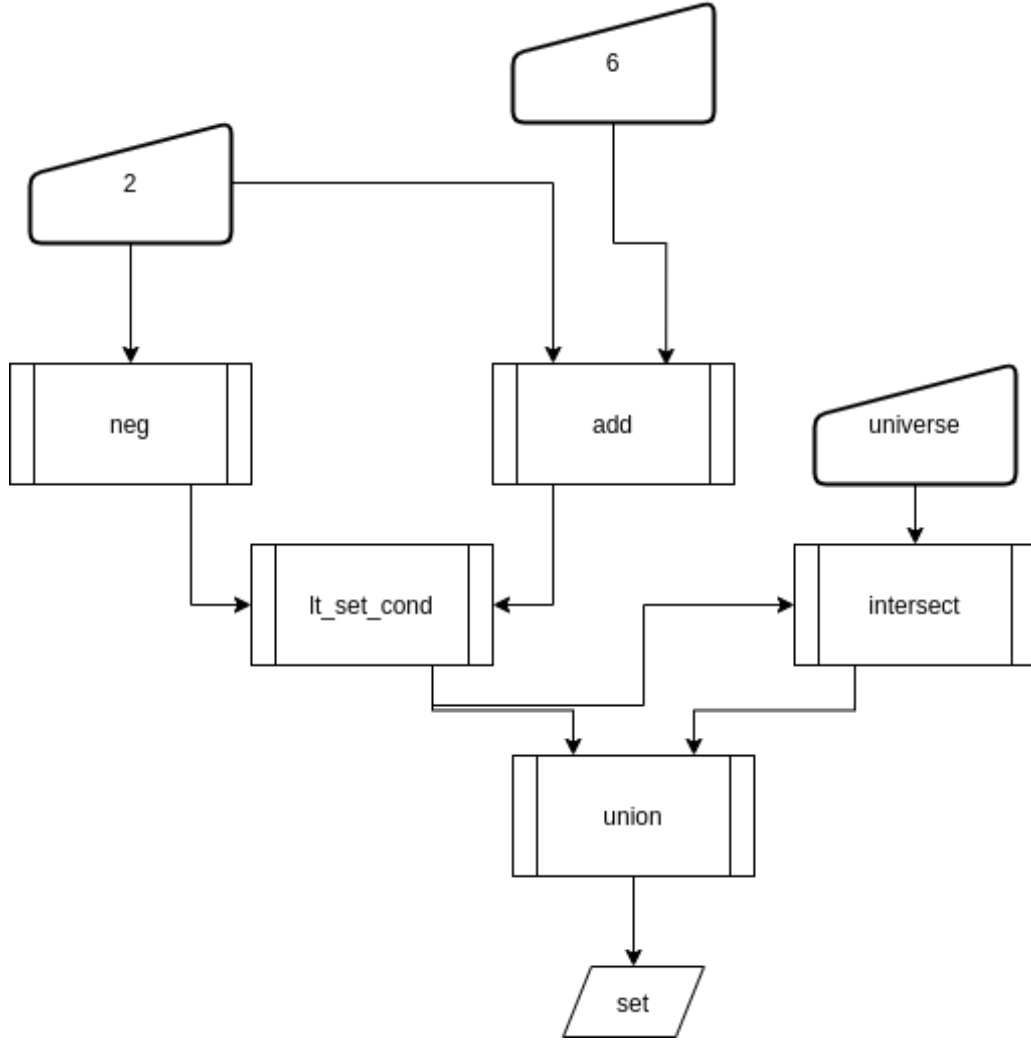 6
2
neg
add
universe
lt_set_cond
intersect
union
set